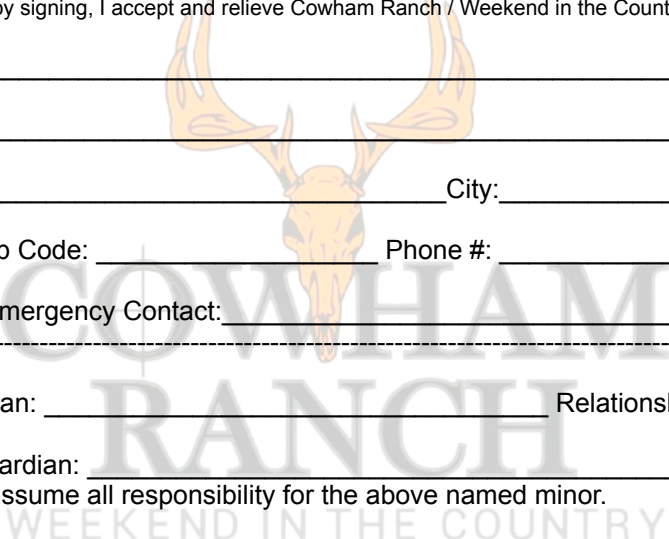 by signing, I accept and relieve Cowham Ranch / Weekend in the Count
City:
Code: Phone #:
mergency Contact:
COWHAM
an: Relations
RANCH
ardian:
ssume all responsibility for the above named minor.
WEEKEND IN THE COUNTRY